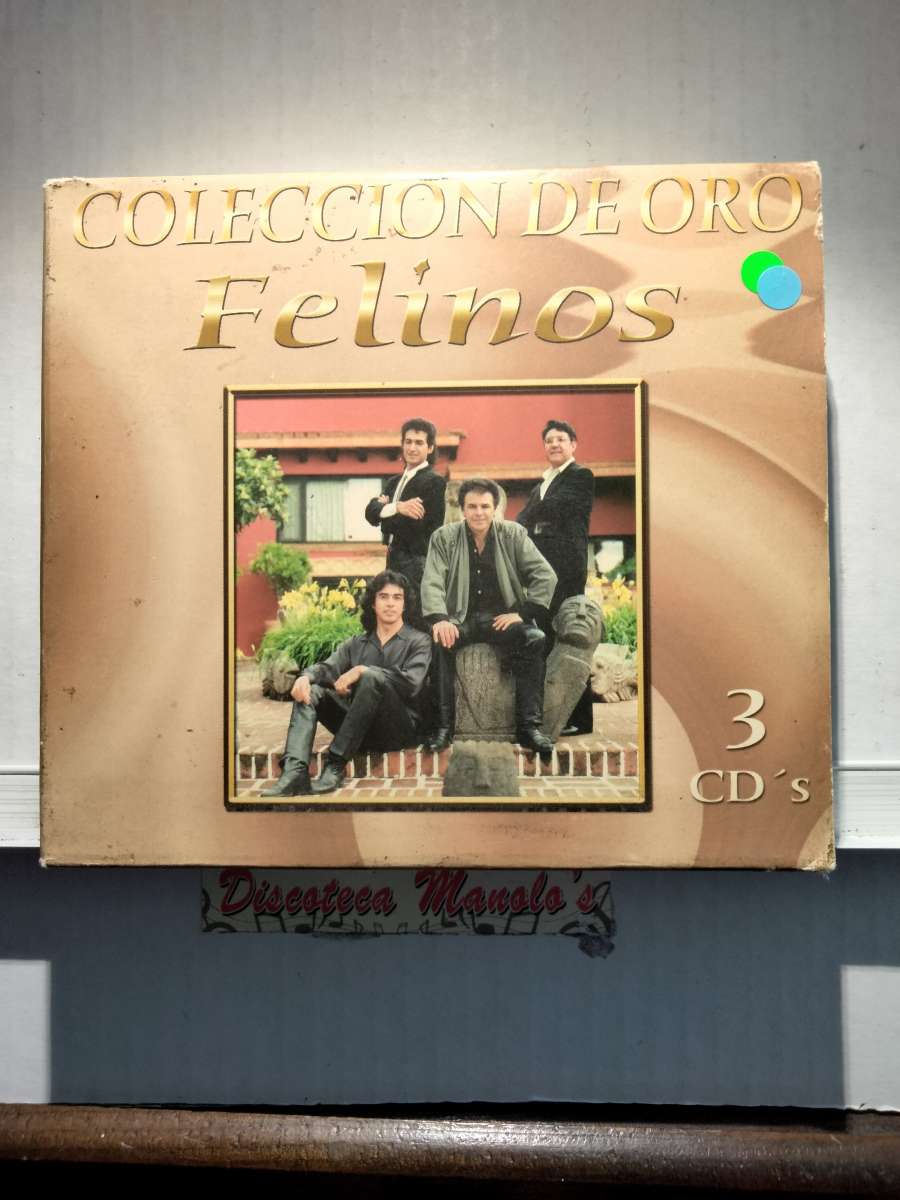 COLECCION DE ORO
Felinos
3
CD´s
Discoteca Manolo's